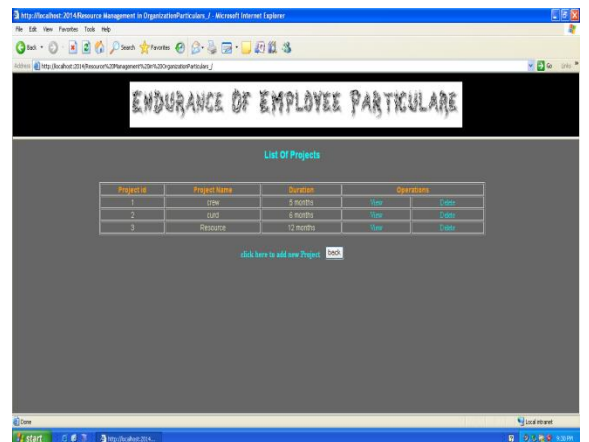 http://localhost:2014/Resource Management in OrganizationParticulars_/ - Microsoft Internet Explorer
File Edit View Favorites Tools Help
Back Search Favorites
Address http://localhost:2014/Resource%20Management%20in%20OrganizationParticulars_/ Go Links »
ENDURANCE OF EMPLOYEE PARTICULARE
List Of Projects
Project Id Project Name Duration Operations
1 crew 5 months View Delete
2 curd 6 months View Delete
3 Resource 12 months View Delete
click here to add new Project back
Done Local intranet
start http://localhost:2014... 9:30 PM